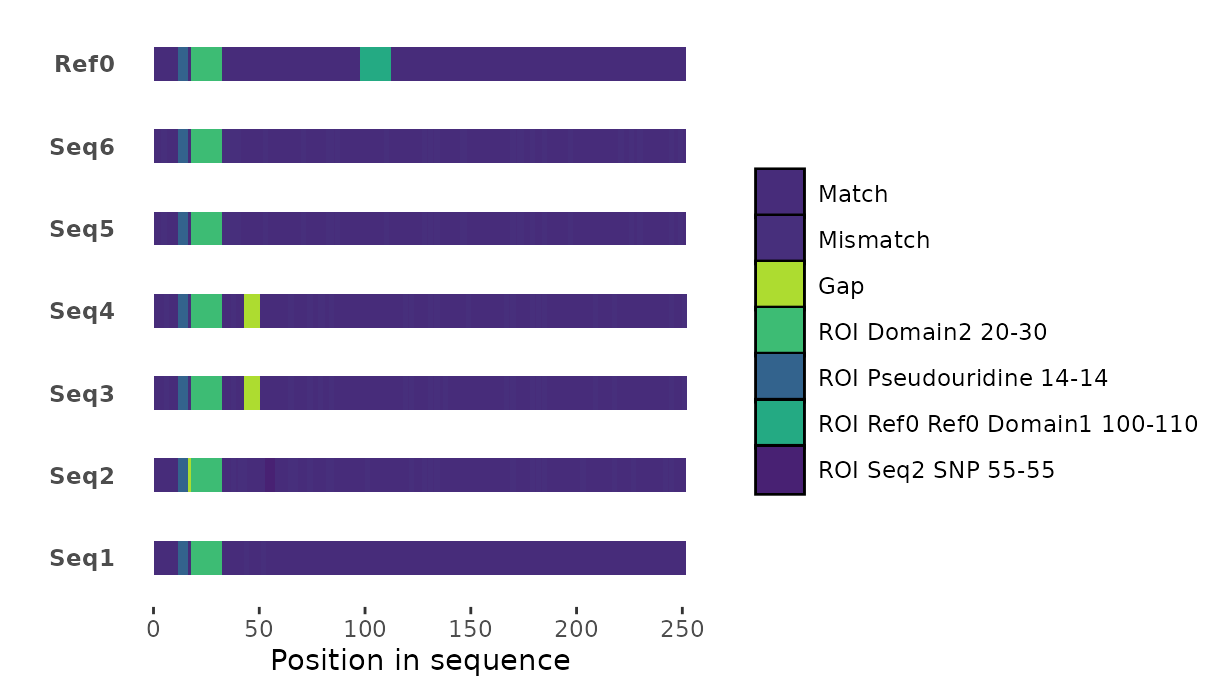 Ref0
Seq6
Seq5
Seq4
Seq3
Seq2
Seq1
0 50 100 150 200 250
Position in sequence
Match
Mismatch
Gap
ROI Domain2 20-30
ROI Pseudouridine 14-14
ROI Ref0 Ref0 Domain1 100-110
ROI Seq2 SNP 55-55